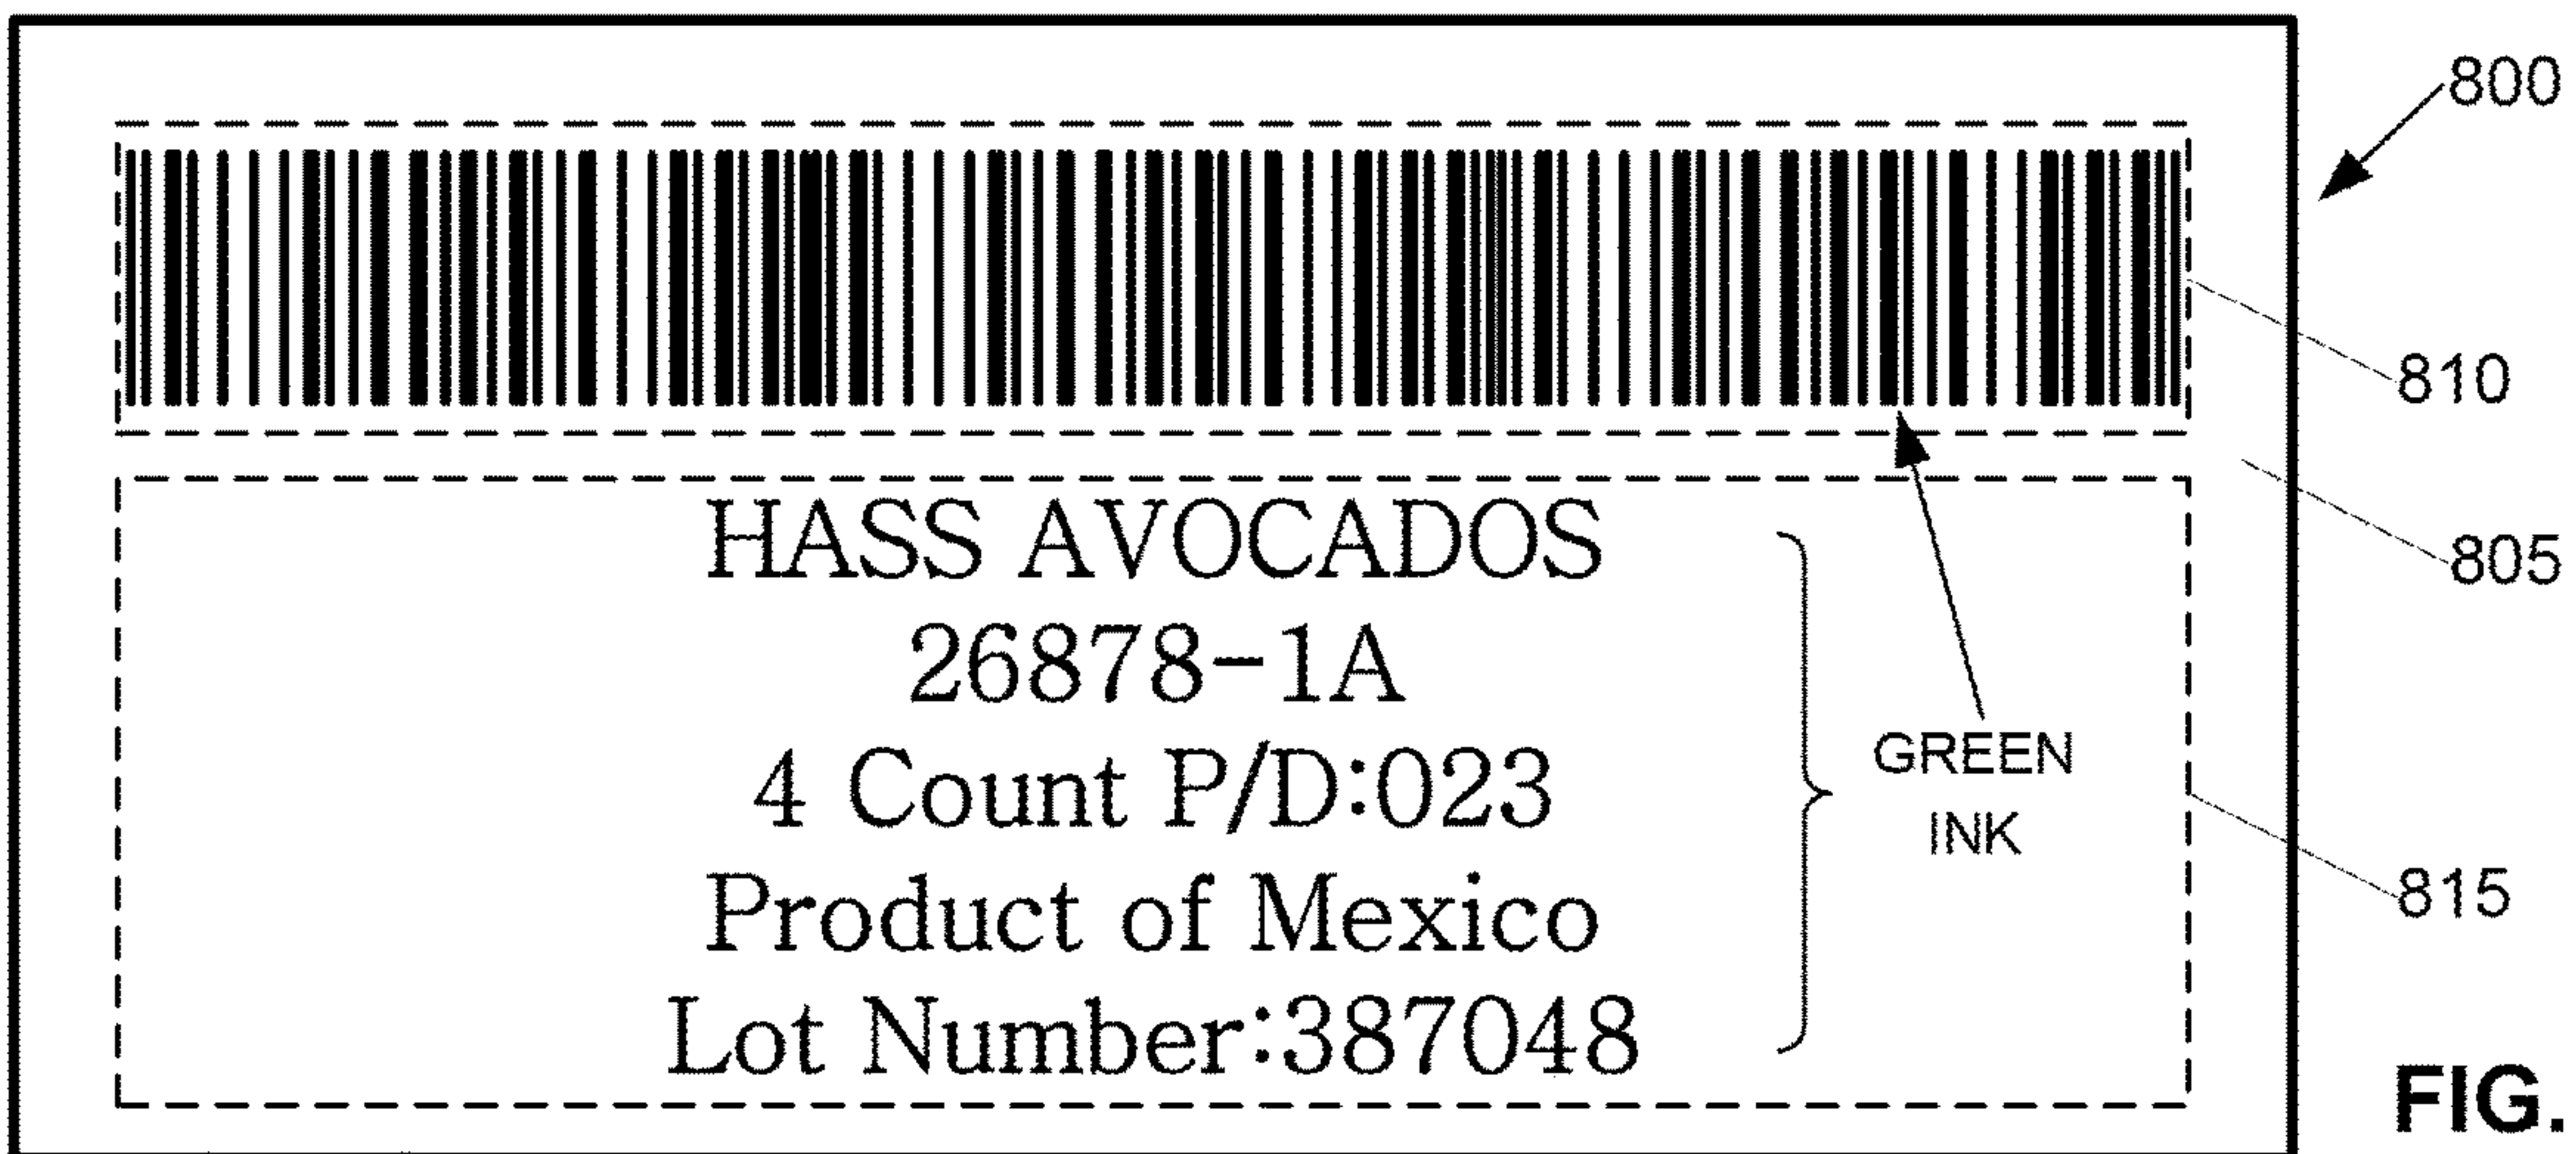 800
810
805
HASS AVOCADOS
26878-1A
4 Count P/D:023
Product of Mexico
Lot Number:387048
GREEN
INK
815
FIG.